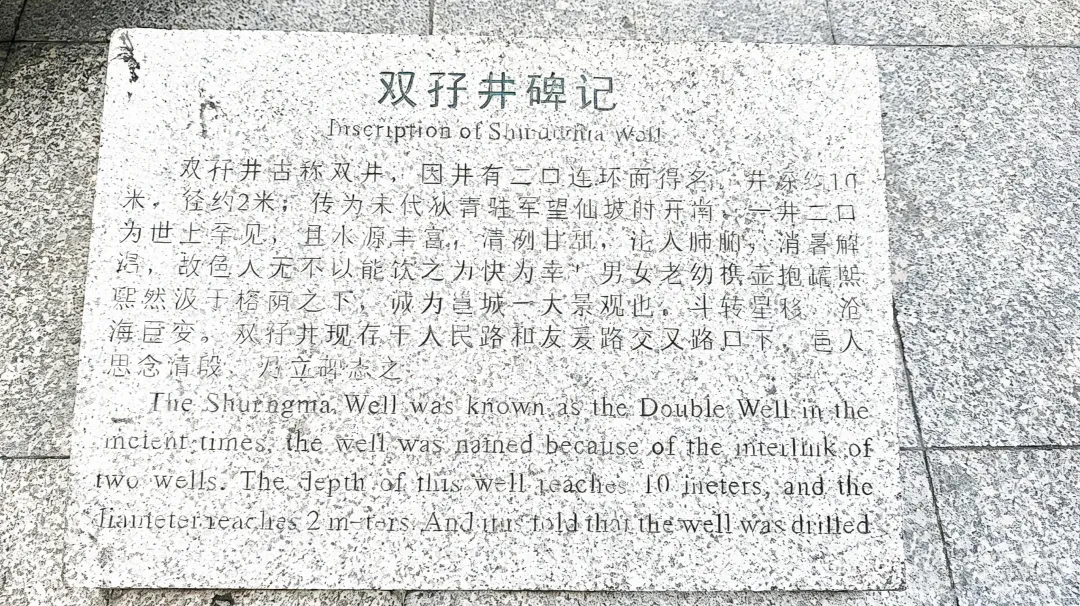 双孖井碑记
Discription of Shuangma Well
双孖井古称双井，因井有二口连环而得名，井深约10
米，径约2米；传为宋代狄青驻军望仙坡时开凿。一井二口
为世上罕见，且水源丰富，清冽甘甜，沁人肺腑，消暑解
渴，故邑人无不以能饮之为快为幸，男女老幼携壶抱罐熙
熙然汲于榕荫之下，诚为邕城一大景观也。斗转星移，沧
海巨变。双孖井现存于人民路和友爱路交叉路口下，邑人
思念清段，乃立碑志之
The Shuangma Well was known as the Double Well in the
ancient times, the well was named because of the interlink of
two wells. The depth of this well reaches 10 meters, and the
diameter reaches 2 meters. And it is told that the well was drilled